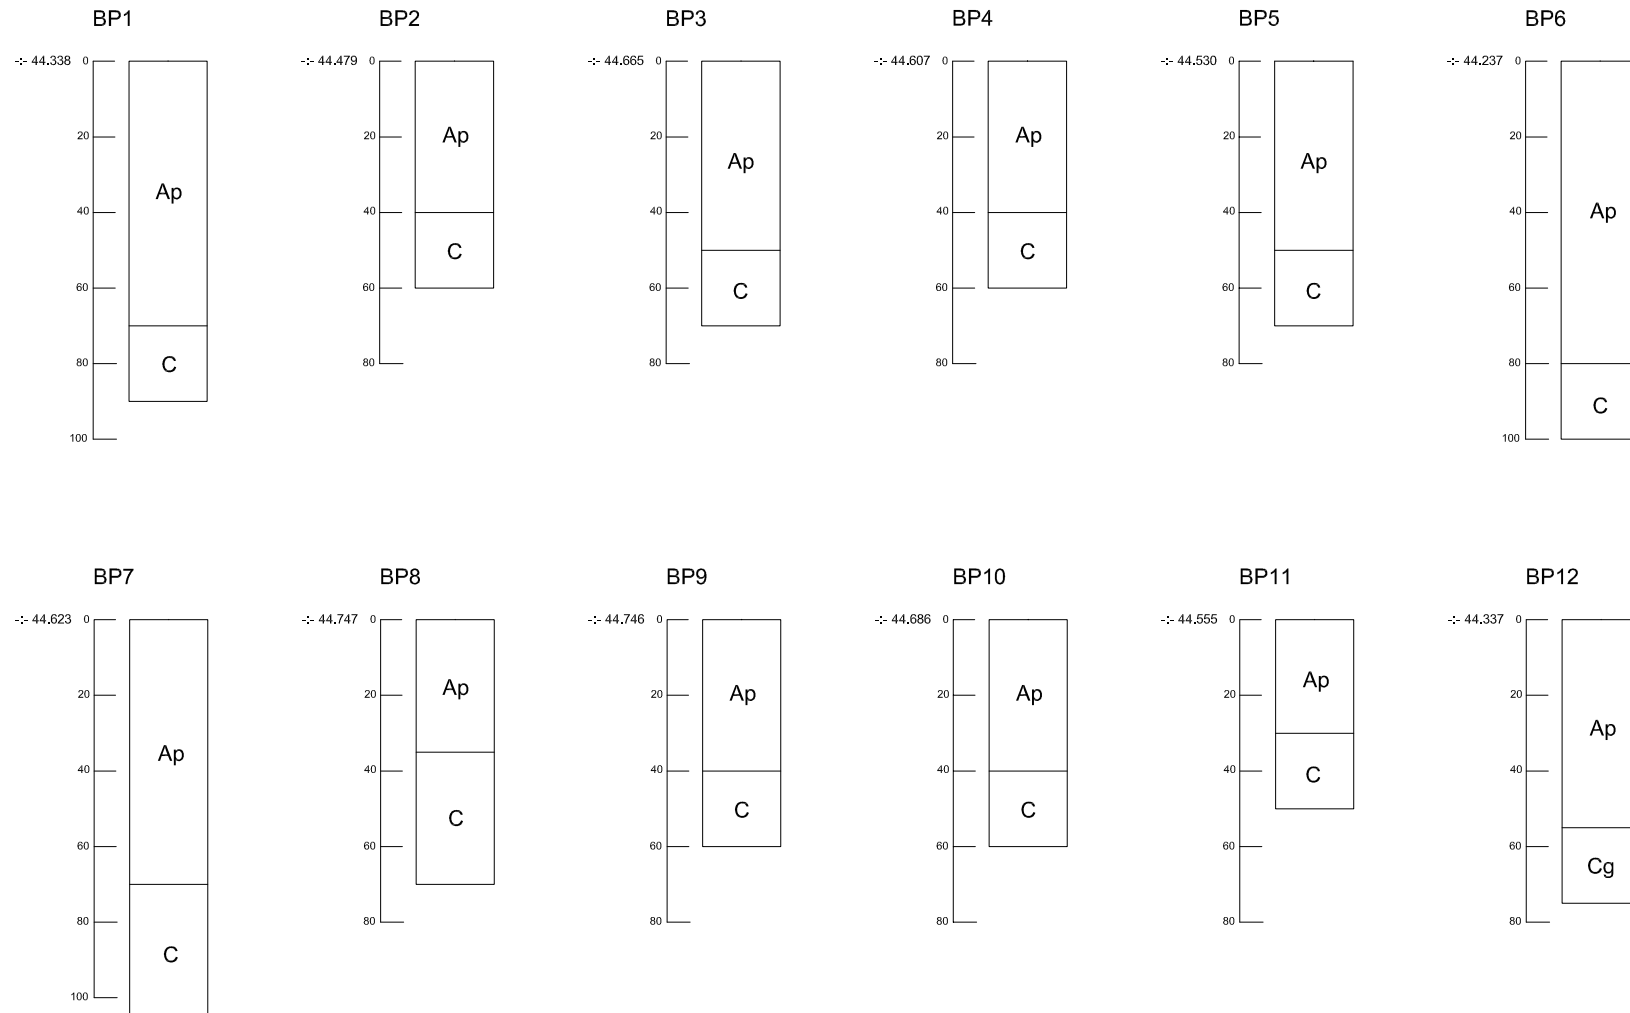 BP1 BP2 BP3 BP4 BP5 BP6
-:- 44.338 0 -:- 44.479 0 -:- 44.665 0 -:- 44.607 0 -:- 44.530 0 -:- 44.237 0
20 20 Ap 20 20 Ap 20 20
Ap Ap Ap
40 40 40 40 40 40 Ap
C C
60 60 60 C 60 60 C 60
80 C 80 80 80 80 80
C
100 100
BP7 BP8 BP9 BP10 BP11 BP12
-:- 44.623 0 -:- 44.747 0 -:- 44.746 0 -:- 44.686 0 -:- 44.555 0 -:- 44.337 0
20 20 Ap 20 Ap 20 Ap 20 Ap 20
Ap Ap
40 40 40 40 40 C 40
C C C
60 60 60 60 60 60 Cg
80 80 80 80 80 80
C
100